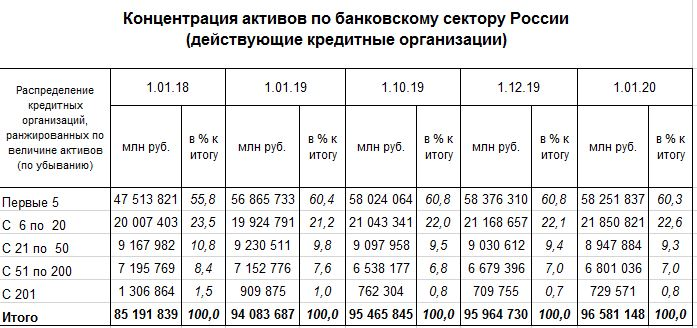 Концентрация активов по банковскому сектору России
(действующие кредитные организации)
Распределение кредитных организаций, ранжированных по величине активов (по убыванию) 1.01.18 1.01.19 1.10.19 1.12.19 1.01.20
млн руб. в % к итогу млн руб. в % к итогу млн руб. в % к итогу млн руб. в % к итогу млн руб. в % к итогу
Первые 5 47 513 821 55,8 56 865 733 60,4 58 024 064 60,8 58 376 310 60,8 58 251 837 60,3
С 6 по 20 20 007 403 23,5 19 924 791 21,2 21 043 341 22,0 21 168 657 22,1 21 850 821 22,6
С 21 по 50 9 167 982 10,8 9 230 511 9,8 9 097 958 9,5 9 030 612 9,4 8 947 884 9,3
С 51 по 200 7 195 769 8,4 7 152 776 7,6 6 538 177 6,8 6 679 396 7,0 6 801 036 7,0
С 201 1 306 864 1,5 909 875 1,0 762 304 0,8 709 755 0,7 729 571 0,8
Итого 85 191 839 100,0 94 083 687 100,0 95 465 845 100,0 95 964 730 100,0 96 581 148 100,0